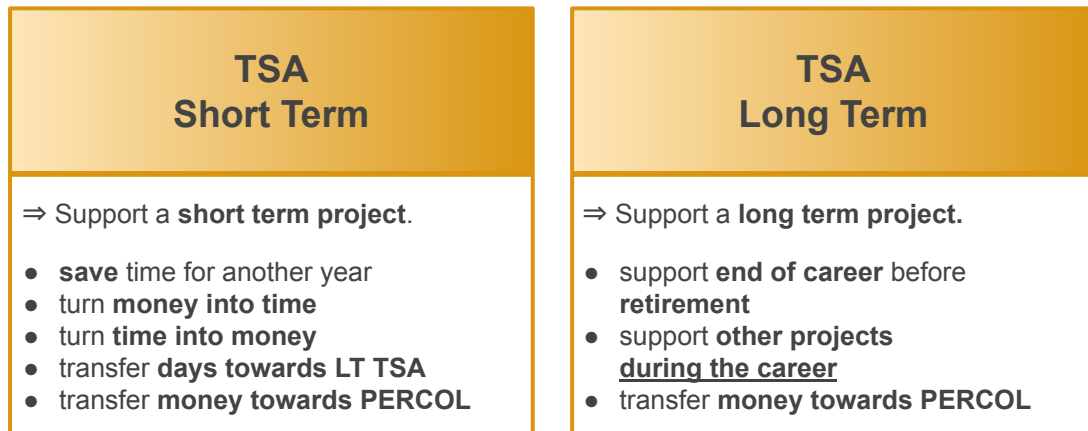 TSA
Short Term
⇒ Support a short term project.
● save time for another year
● turn money into time
● turn time into money
● transfer days towards LT TSA
● transfer money towards PERCOL
TSA
Long Term
⇒ Support a long term project.
● support end of career before
retirement
● support other projects
during the career
● transfer money towards PERCOL